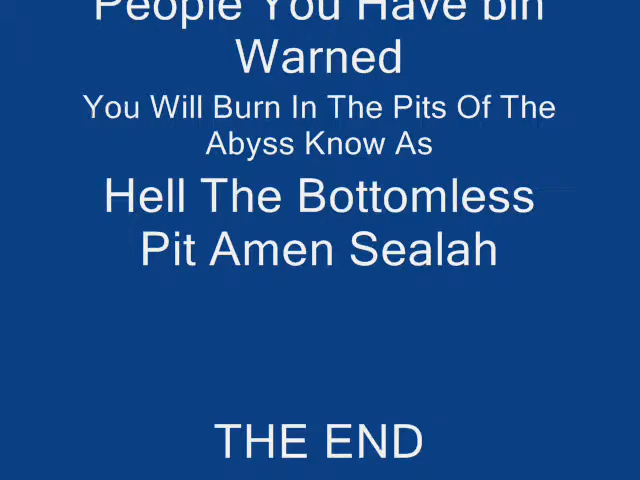 People You Have bin
Warned
You Will Burn In The Pits Of The
Abyss Know As
Hell The Bottomless
Pit Amen Sealah
THE END